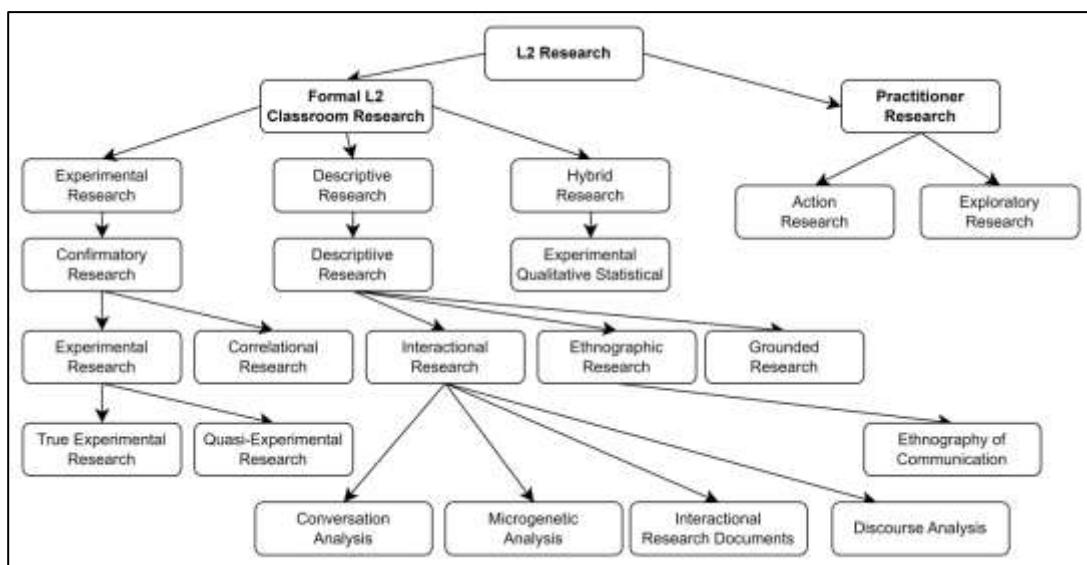 L2 Research
Formal L2
Classroom Research
Practitioner
Research
Experimental
Research
Descriptive
Research
Hybrid
Research
Action
Research
Exploratory
Research
Confirmatory
Research
Descriptiive
Research
Experimental
Qualitative Statistical
Experimental
Research
Correlational
Research
Interactional
Research
Ethnographic
Research
Grounded
Research
True Experimental
Research
Quasi-Experimental
Research
Ethnography of
Communication
Conversation
Analysis
Microgenetic
Analysis
Interactional
Research Documents
Discourse Analysis